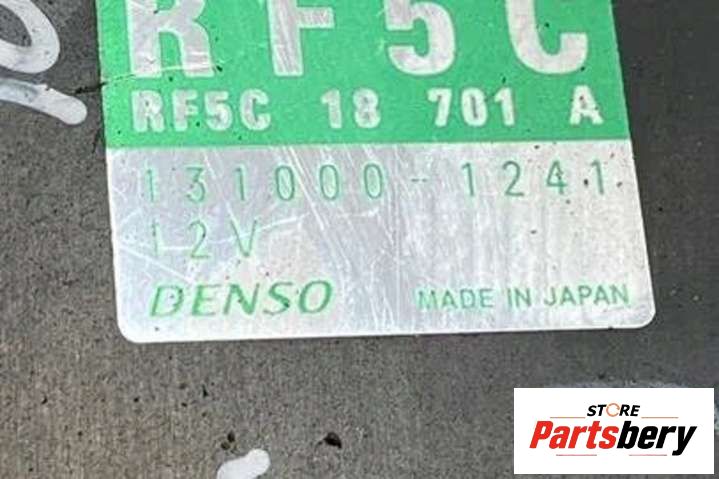 RF5C
RF5C 18 701 A
131000-1241
12V
DENSO MADE IN JAPAN
STORE
Partsbery